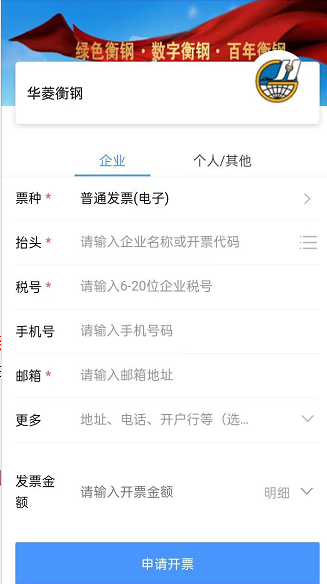 绿色衡钢·数字衡钢·百年衡钢
华菱衡钢
企业 个人/其他
票种 * 普通发票(电子)
抬头 * 请输入企业名称或开票代码
税号 * 请输入6-20位企业税号
手机号 请输入手机号码
邮箱 * 请输入邮箱地址
更多 地址、电话、开户行等（选...
发票金
额 请输入开票金额 明细
申请开票